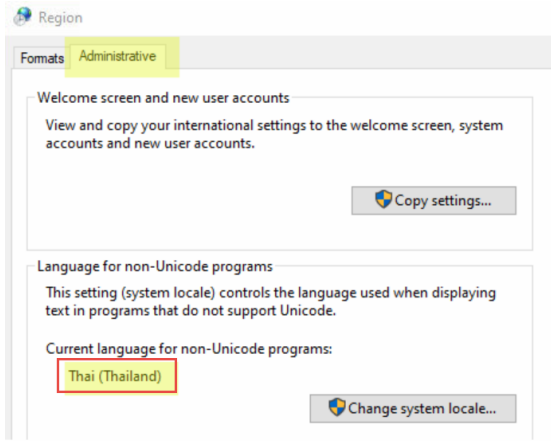 Region
Formats
Administrative
Welcome screen and new user accounts
View and copy your international settings to the welcome screen, system
accounts and new user accounts.
Copy settings...
Language for non-Unicode programs
This setting (system locale) controls the language used when displaying
text in programs that do not support Unicode.
Current language for non-Unicode programs:
Thai (Thailand)
Change system locale...